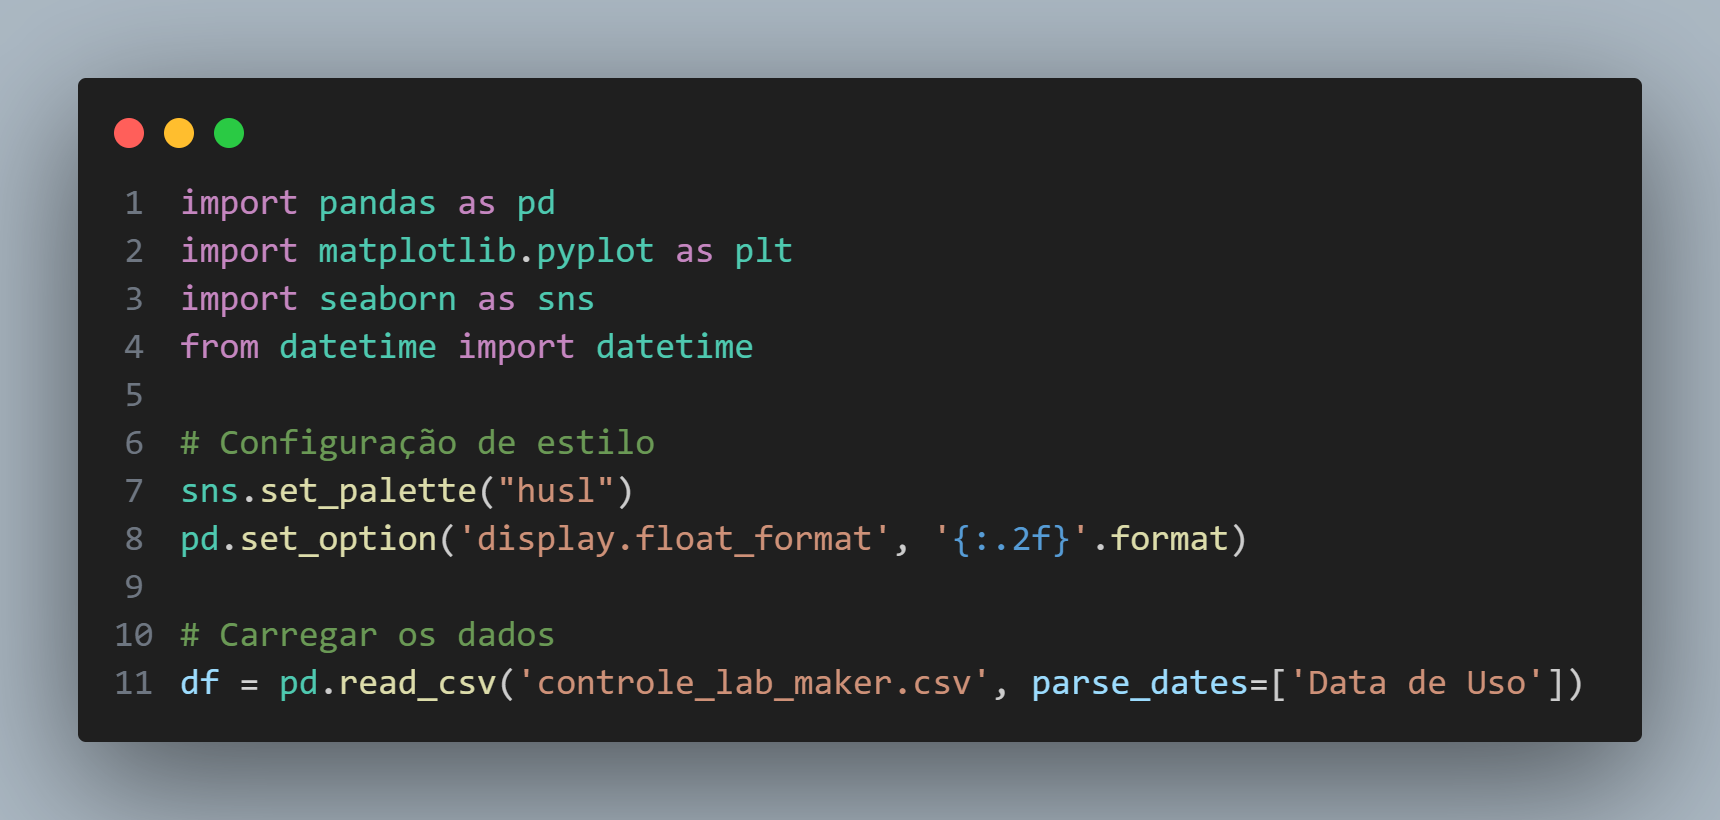 1 import pandas as pd
2 import matplotlib.pyplot as plt
3 import seaborn as sns
4 from datetime import datetime
5
6 # Configuração de estilo
7 sns.set_palette("husl")
8 pd.set_option('display.float_format', '{:.2f}'.format)
9
10 # Carregar os dados
11 df = pd.read_csv('controle_lab_maker.csv', parse_dates=['Data de Uso'])